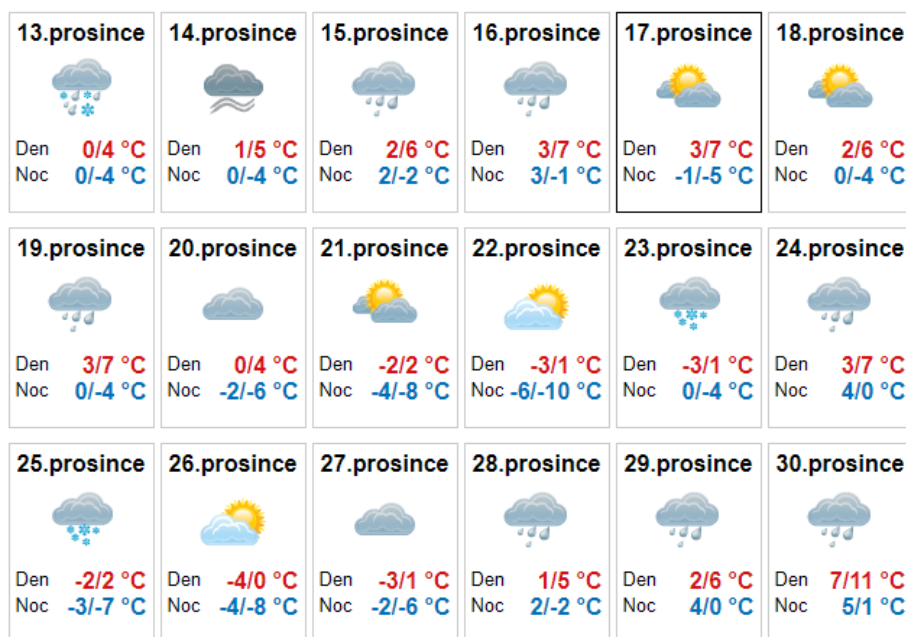 13.prosince 14.prosince 15.prosince 16.prosince 17.prosince 18.prosince
Den 0/4 °C Den 1/5 °C Den 2/6 °C Den 3/7 °C Den 3/7 °C Den 2/6 °C
Noc 0/-4 °C Noc 0/-4 °C Noc 2/-2 °C Noc 3/-1 °C Noc -1/-5 °C Noc 0/-4 °C
19.prosince 20.prosince 21.prosince 22.prosince 23.prosince 24.prosince
Den 3/7 °C Den 0/4 °C Den -2/2 °C Den -3/1 °C Den -3/1 °C Den 3/7 °C
Noc 0/-4 °C Noc -2/-6 °C Noc -4/-8 °C Noc -6/-10 °C Noc 0/-4 °C Noc 4/0 °C
25.prosince 26.prosince 27.prosince 28.prosince 29.prosince 30.prosince
Den -2/2 °C Den -4/0 °C Den -3/1 °C Den 1/5 °C Den 2/6 °C Den 7/11 °C
Noc -3/-7 °C Noc -4/-8 °C Noc -2/-6 °C Noc 2/-2 °C Noc 4/0 °C Noc 5/1 °C